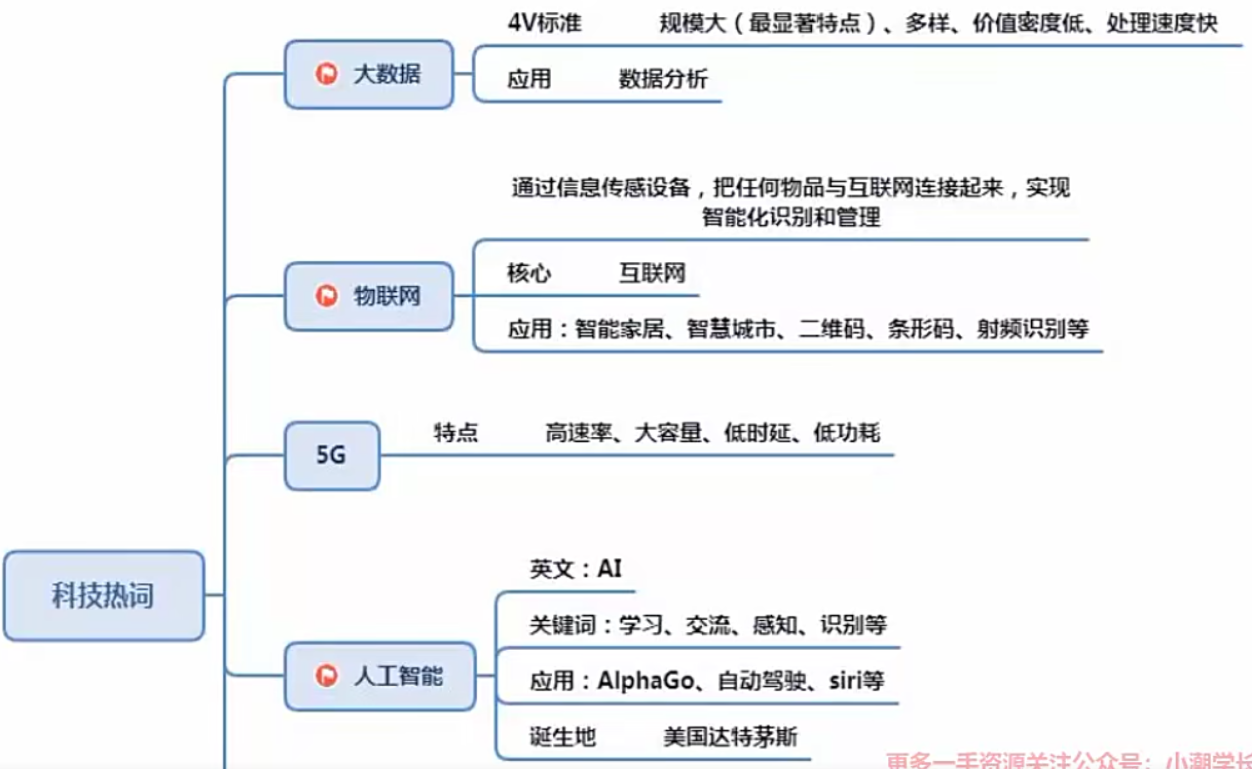 4V标准 规模大（最显著特点）、多样、价值密度低、处理速度快
大数据
应用 数据分析
通过信息传感设备，把任何物品与互联网连接起来，实现
智能化识别和管理
核心 互联网
物联网
应用：智能家居、智慧城市、二维码、条形码、射频识别等
特点 高速率、大容量、低时延、低功耗
5G
科技热词
英文：AI
关键词：学习、交流、感知、识别等
人工智能
应用：AlphaGo、自动驾驶、siri等
诞生地 美国达特茅斯
更多一手资源关注公众号：小潮学长